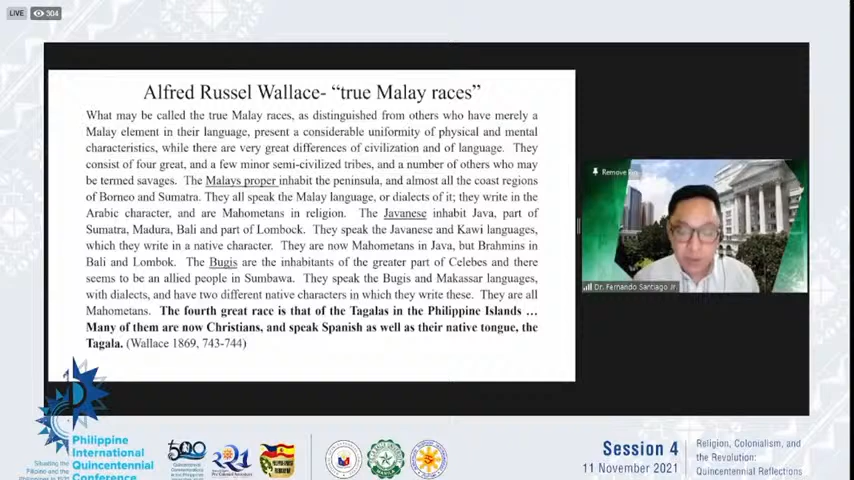 LIVE
304
Alfred Russel Wallace- “true Malay races”
What may be called the true Malay races, as distinguished from others who have merely a
Malay element in their language, present a considerable uniformity of physical and mental
characteristics, while there are very great differences of civilization and of language. They
consist of four great, and a few minor semi-civilized tribes, and a number of others who may
be termed savages. The Malays proper inhabit the peninsula, and almost all the coast regions
of Borneo and Sumatra. They all speak the Malay language, or dialects of it; they write in the
Arabic character, and are Mahometans in religion. The Javanese inhabit Java, part of
Sumatra, Madura, Bali and part of Lombock. They speak the Javanese and Kawi languages,
which they write in a native character. They are now Mahometans in Java, but Brahmins in
Bali and Lombok. The Bugis are the inhabitants of the greater part of Celebes and there
seems to be an allied people in Sumbawa. They speak the Bugis and Makassar languages,
with dialects, and have two different native characters in which they write these. They are all
Mahometans. The fourth great race is that of the Tagalas in the Philippine Islands …
Many of them are now Christians, and speak Spanish as well as their native tongue, the
Tagala. (Wallace 1869, 743-744)
Remove
Dr. Fernando Santiago Jr
Philippine
International
Quincentennial
Conference
Situating the
Filipino and the
Philippines in
500
2021
Session 4
11 November 2021
Religion, Colonialism, and
the Revolution:
Quincentennial Reflections